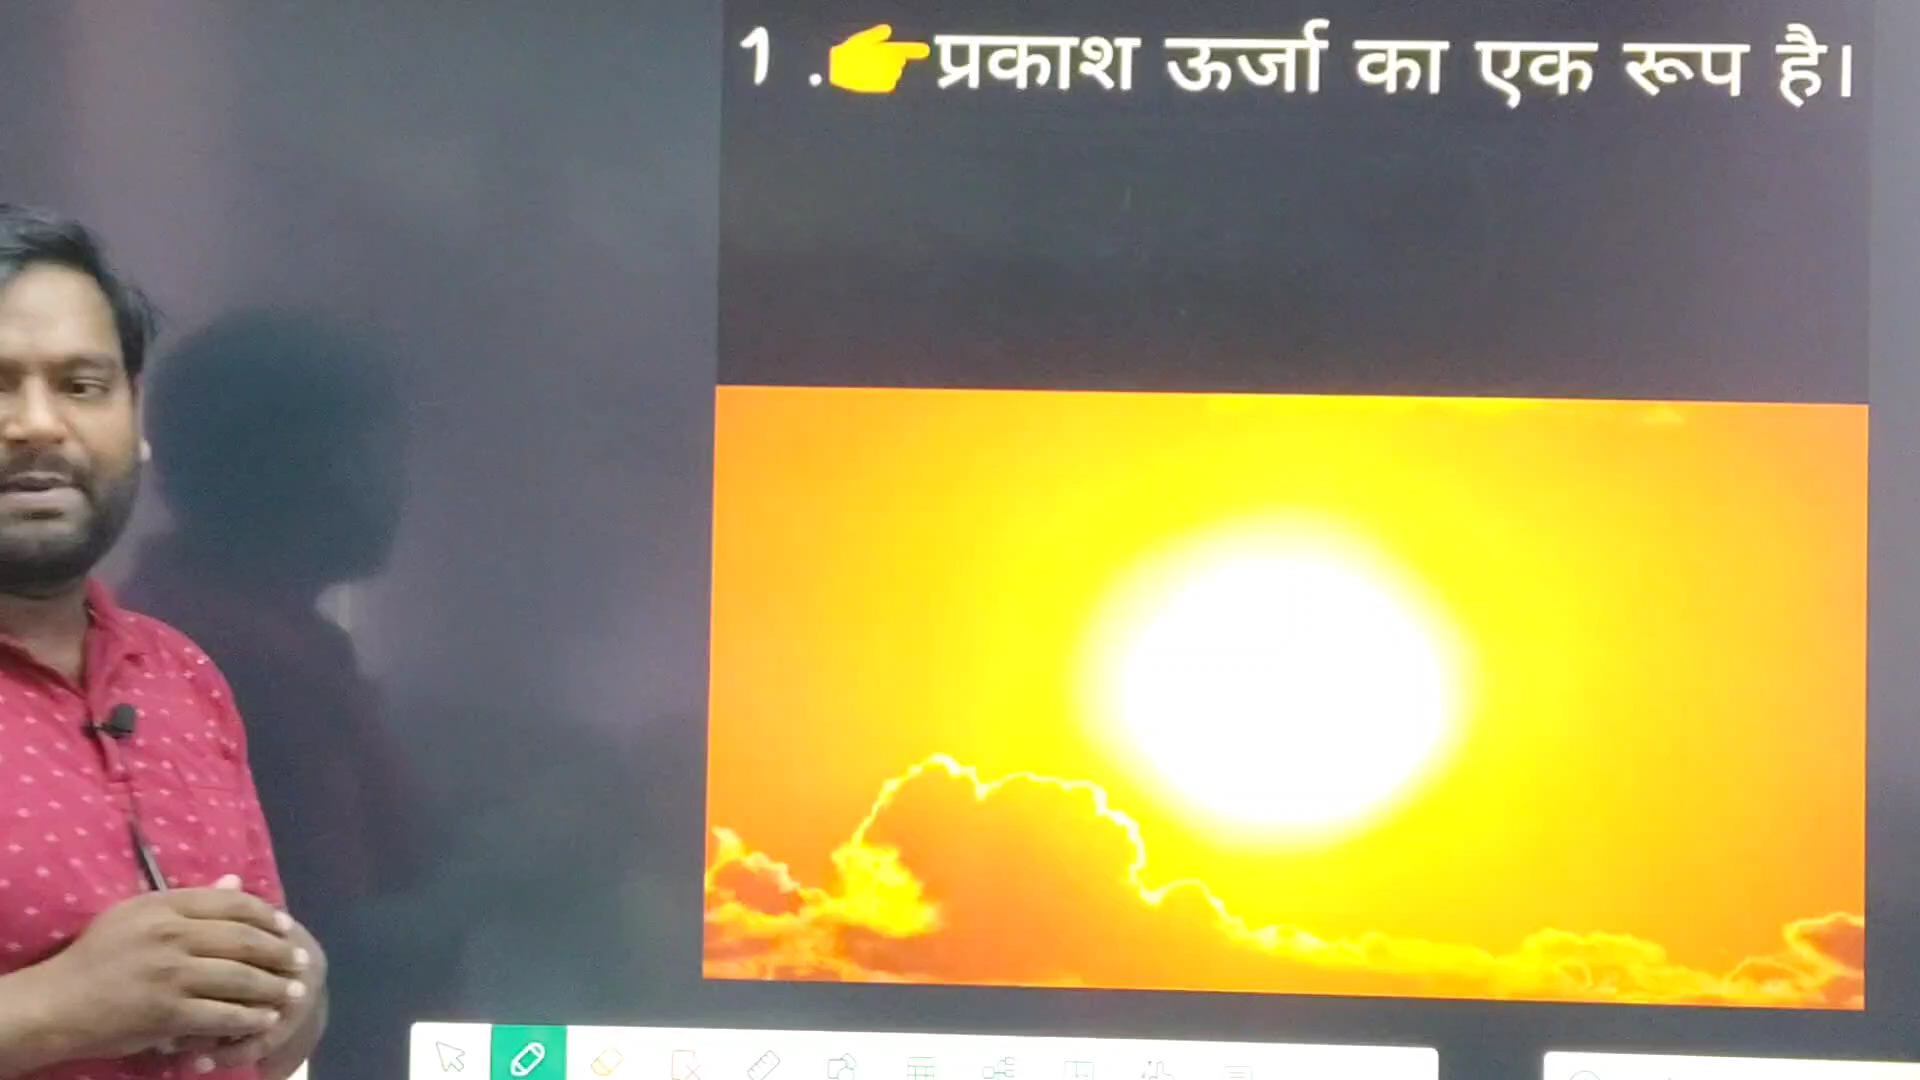 1 .👉प्रकाश ऊर्जा का एक रूप है।